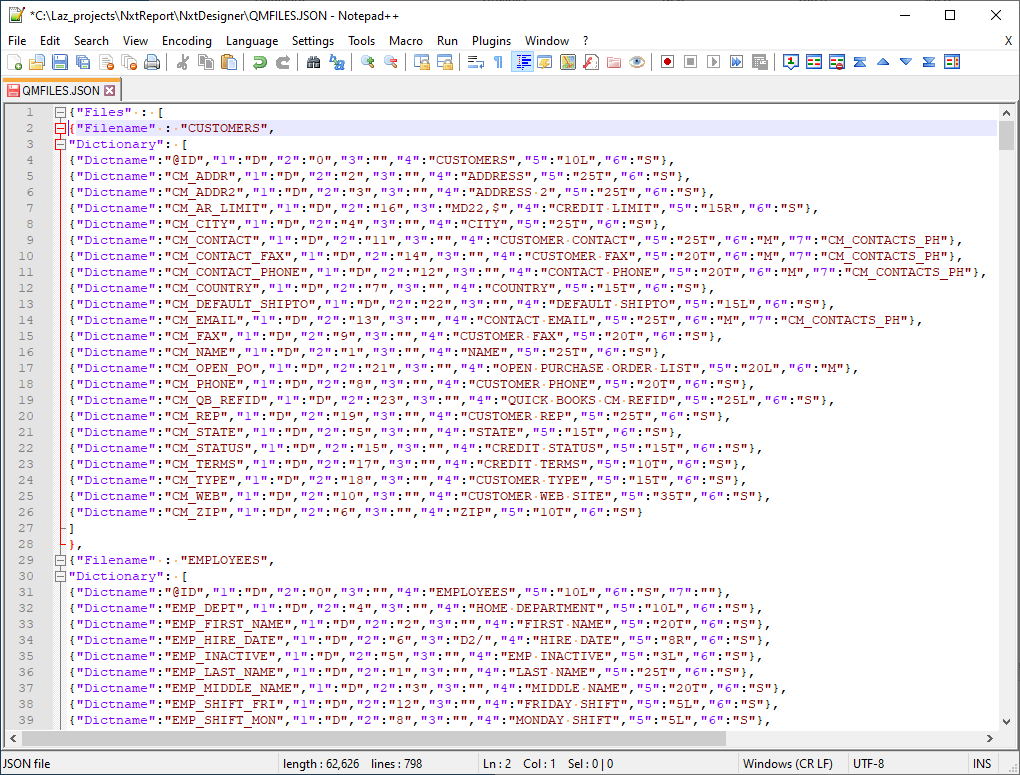 *C:\Laz_projects\NxtReport\NxtDesigner\QMFILES.JSON - Notepad++
File Edit Search View Encoding Language Settings Tools Macro Run Plugins Window ? X
QMFILES.JSON
1 {"Files" : [
2 {"Filename" : "CUSTOMERS",
3 "Dictionary": [
4 {"Dictname":"@ID","1":"D","2":"0","3":"","4":"CUSTOMERS","5":"10L","6":"S"},
5 {"Dictname":"CM_ADDR","1":"D","2":"2","3":"","4":"ADDRESS","5":"25T","6":"S"},
6 {"Dictname":"CM_ADDR2","1":"D","2":"3","3":"","4":"ADDRESS 2","5":"25T","6":"S"},
7 {"Dictname":"CM_AR_LIMIT","1":"D","2":"16","3":"MD22,$","4":"CREDIT LIMIT","5":"15R","6":"S"},
8 {"Dictname":"CM_CITY","1":"D","2":"4","3":"","4":"CITY","5":"25T","6":"S"},
9 {"Dictname":"CM_CONTACT","1":"D","2":"11","3":"","4":"CUSTOMER CONTACT","5":"25T","6":"M","7":"CM_CONTACTS_PH"},
10 {"Dictname":"CM_CONTACT_FAX","1":"D","2":"14","3":"","4":"CUSTOMER FAX","5":"20T","6":"M","7":"CM_CONTACTS_PH"},
11 {"Dictname":"CM_CONTACT_PHONE","1":"D","2":"12","3":"","4":"CONTACT PHONE","5":"20T","6":"M","7":"CM_CONTACTS_PH"},
12 {"Dictname":"CM_COUNTRY","1":"D","2":"7","3":"","4":"COUNTRY","5":"15T","6":"S"},
13 {"Dictname":"CM_DEFAULT_SHIPTO","1":"D","2":"22","3":"","4":"DEFAULT SHIPTO","5":"15L","6":"S"},
14 {"Dictname":"CM_EMAIL","1":"D","2":"13","3":"","4":"CONTACT EMAIL","5":"25T","6":"M","7":"CM_CONTACTS_PH"},
15 {"Dictname":"CM_FAX","1":"D","2":"9","3":"","4":"CUSTOMER FAX","5":"20T","6":"S"},
16 {"Dictname":"CM_NAME","1":"D","2":"1","3":"","4":"NAME","5":"25T","6":"S"},
17 {"Dictname":"CM_OPEN_PO","1":"D","2":"21","3":"","4":"OPEN PURCHASE ORDER LIST","5":"20L","6":"M"},
18 {"Dictname":"CM_PHONE","1":"D","2":"8","3":"","4":"CUSTOMER PHONE","5":"20T","6":"S"},
19 {"Dictname":"CM_QB_REFID","1":"D","2":"23","3":"","4":"QUICK BOOKS CM REFID","5":"25L","6":"S"},
20 {"Dictname":"CM_REP","1":"D","2":"19","3":"","4":"CUSTOMER REP","5":"25T","6":"S"},
21 {"Dictname":"CM_STATE","1":"D","2":"5","3":"","4":"STATE","5":"15T","6":"S"},
22 {"Dictname":"CM_STATUS","1":"D","2":"15","3":"","4":"CREDIT STATUS","5":"15T","6":"S"},
23 {"Dictname":"CM_TERMS","1":"D","2":"17","3":"","4":"CREDIT TERMS","5":"10T","6":"S"},
24 {"Dictname":"CM_TYPE","1":"D","2":"18","3":"","4":"CUSTOMER TYPE","5":"15T","6":"S"},
25 {"Dictname":"CM_WEB","1":"D","2":"10","3":"","4":"CUSTOMER WEB SITE","5":"35T","6":"S"},
26 {"Dictname":"CM_ZIP","1":"D","2":"6","3":"","4":"ZIP","5":"10T","6":"S"}
27 ]
28 },
29 {"Filename" : "EMPLOYEES",
30 "Dictionary": [
31 {"Dictname":"@ID","1":"D","2":"0","3":"","4":"EMPLOYEES","5":"10L","6":"S","7":""},
32 {"Dictname":"EMP_DEPT","1":"D","2":"4","3":"","4":"HOME DEPARTMENT","5":"10L","6":"S"},
33 {"Dictname":"EMP_FIRST_NAME","1":"D","2":"2","3":"","4":"FIRST NAME","5":"20T","6":"S"},
34 {"Dictname":"EMP_HIRE_DATE","1":"D","2":"6","3":"D2/","4":"HIRE DATE","5":"8R","6":"S"},
35 {"Dictname":"EMP_INACTIVE","1":"D","2":"5","3":"","4":"EMP INACTIVE","5":"3L","6":"S"},
36 {"Dictname":"EMP_LAST_NAME","1":"D","2":"1","3":"","4":"LAST NAME","5":"25T","6":"S"},
37 {"Dictname":"EMP_MIDDLE_NAME","1":"D","2":"3","3":"","4":"MIDDLE NAME","5":"20T","6":"S"},
38 {"Dictname":"EMP_SHIFT_FRI","1":"D","2":"12","3":"","4":"FRIDAY SHIFT","5":"5L","6":"S"},
39 {"Dictname":"EMP_SHIFT_MON","1":"D","2":"8","3":"","4":"MONDAY SHIFT","5":"5L","6":"S"},
JSON file length : 62,626 lines : 798 Ln : 2 Col : 1 Sel : 0 | 0 Windows (CR LF) UTF-8 INS